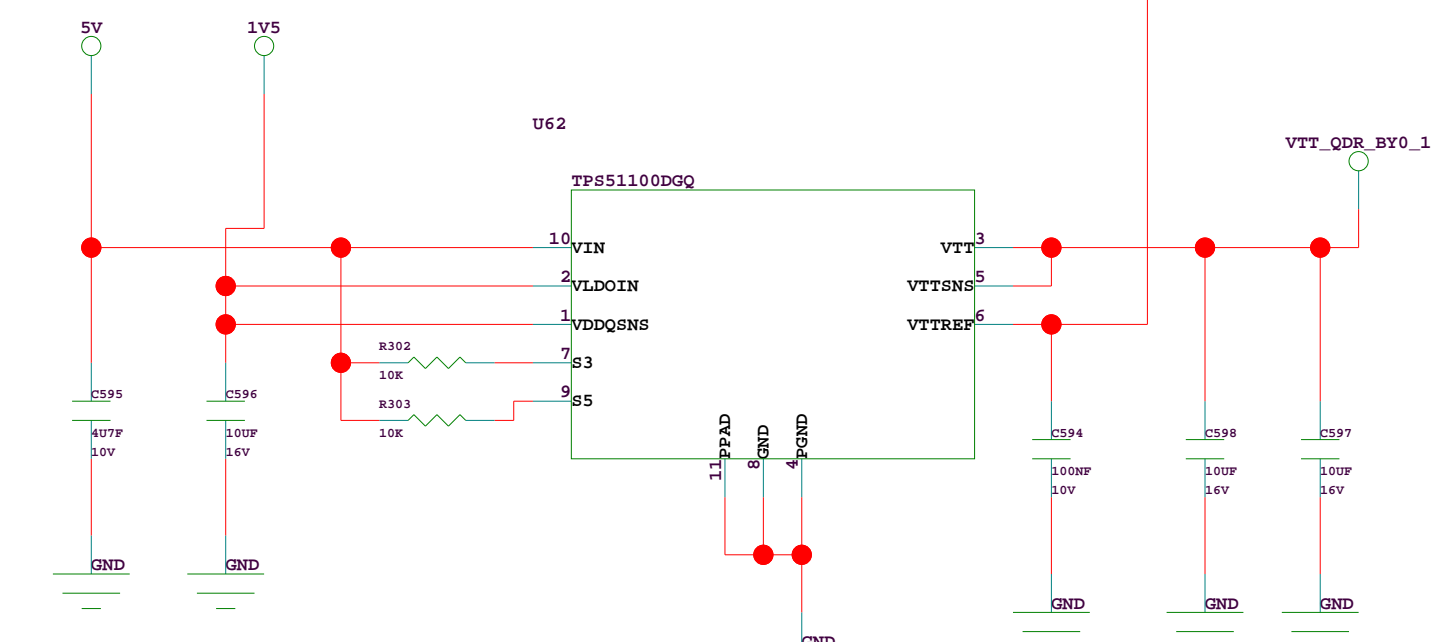 5V
1V5
U62
VTT_QDR_BY0_1
TPS51100DGQ
10
VIN
VTT
3
2
VLDOIN
VTTSNS
5
1
VDDQSNS
VTTREF
6
R302
10K
7
S3
R303
10K
9
S5
C595
4U7F
10V
C596
10UF
16V
PPAD
11
GND
8
PGND
4
C594
100NF
10V
C598
10UF
16V
C597
10UF
16V
GND
GND
GND
GND
GND
GND